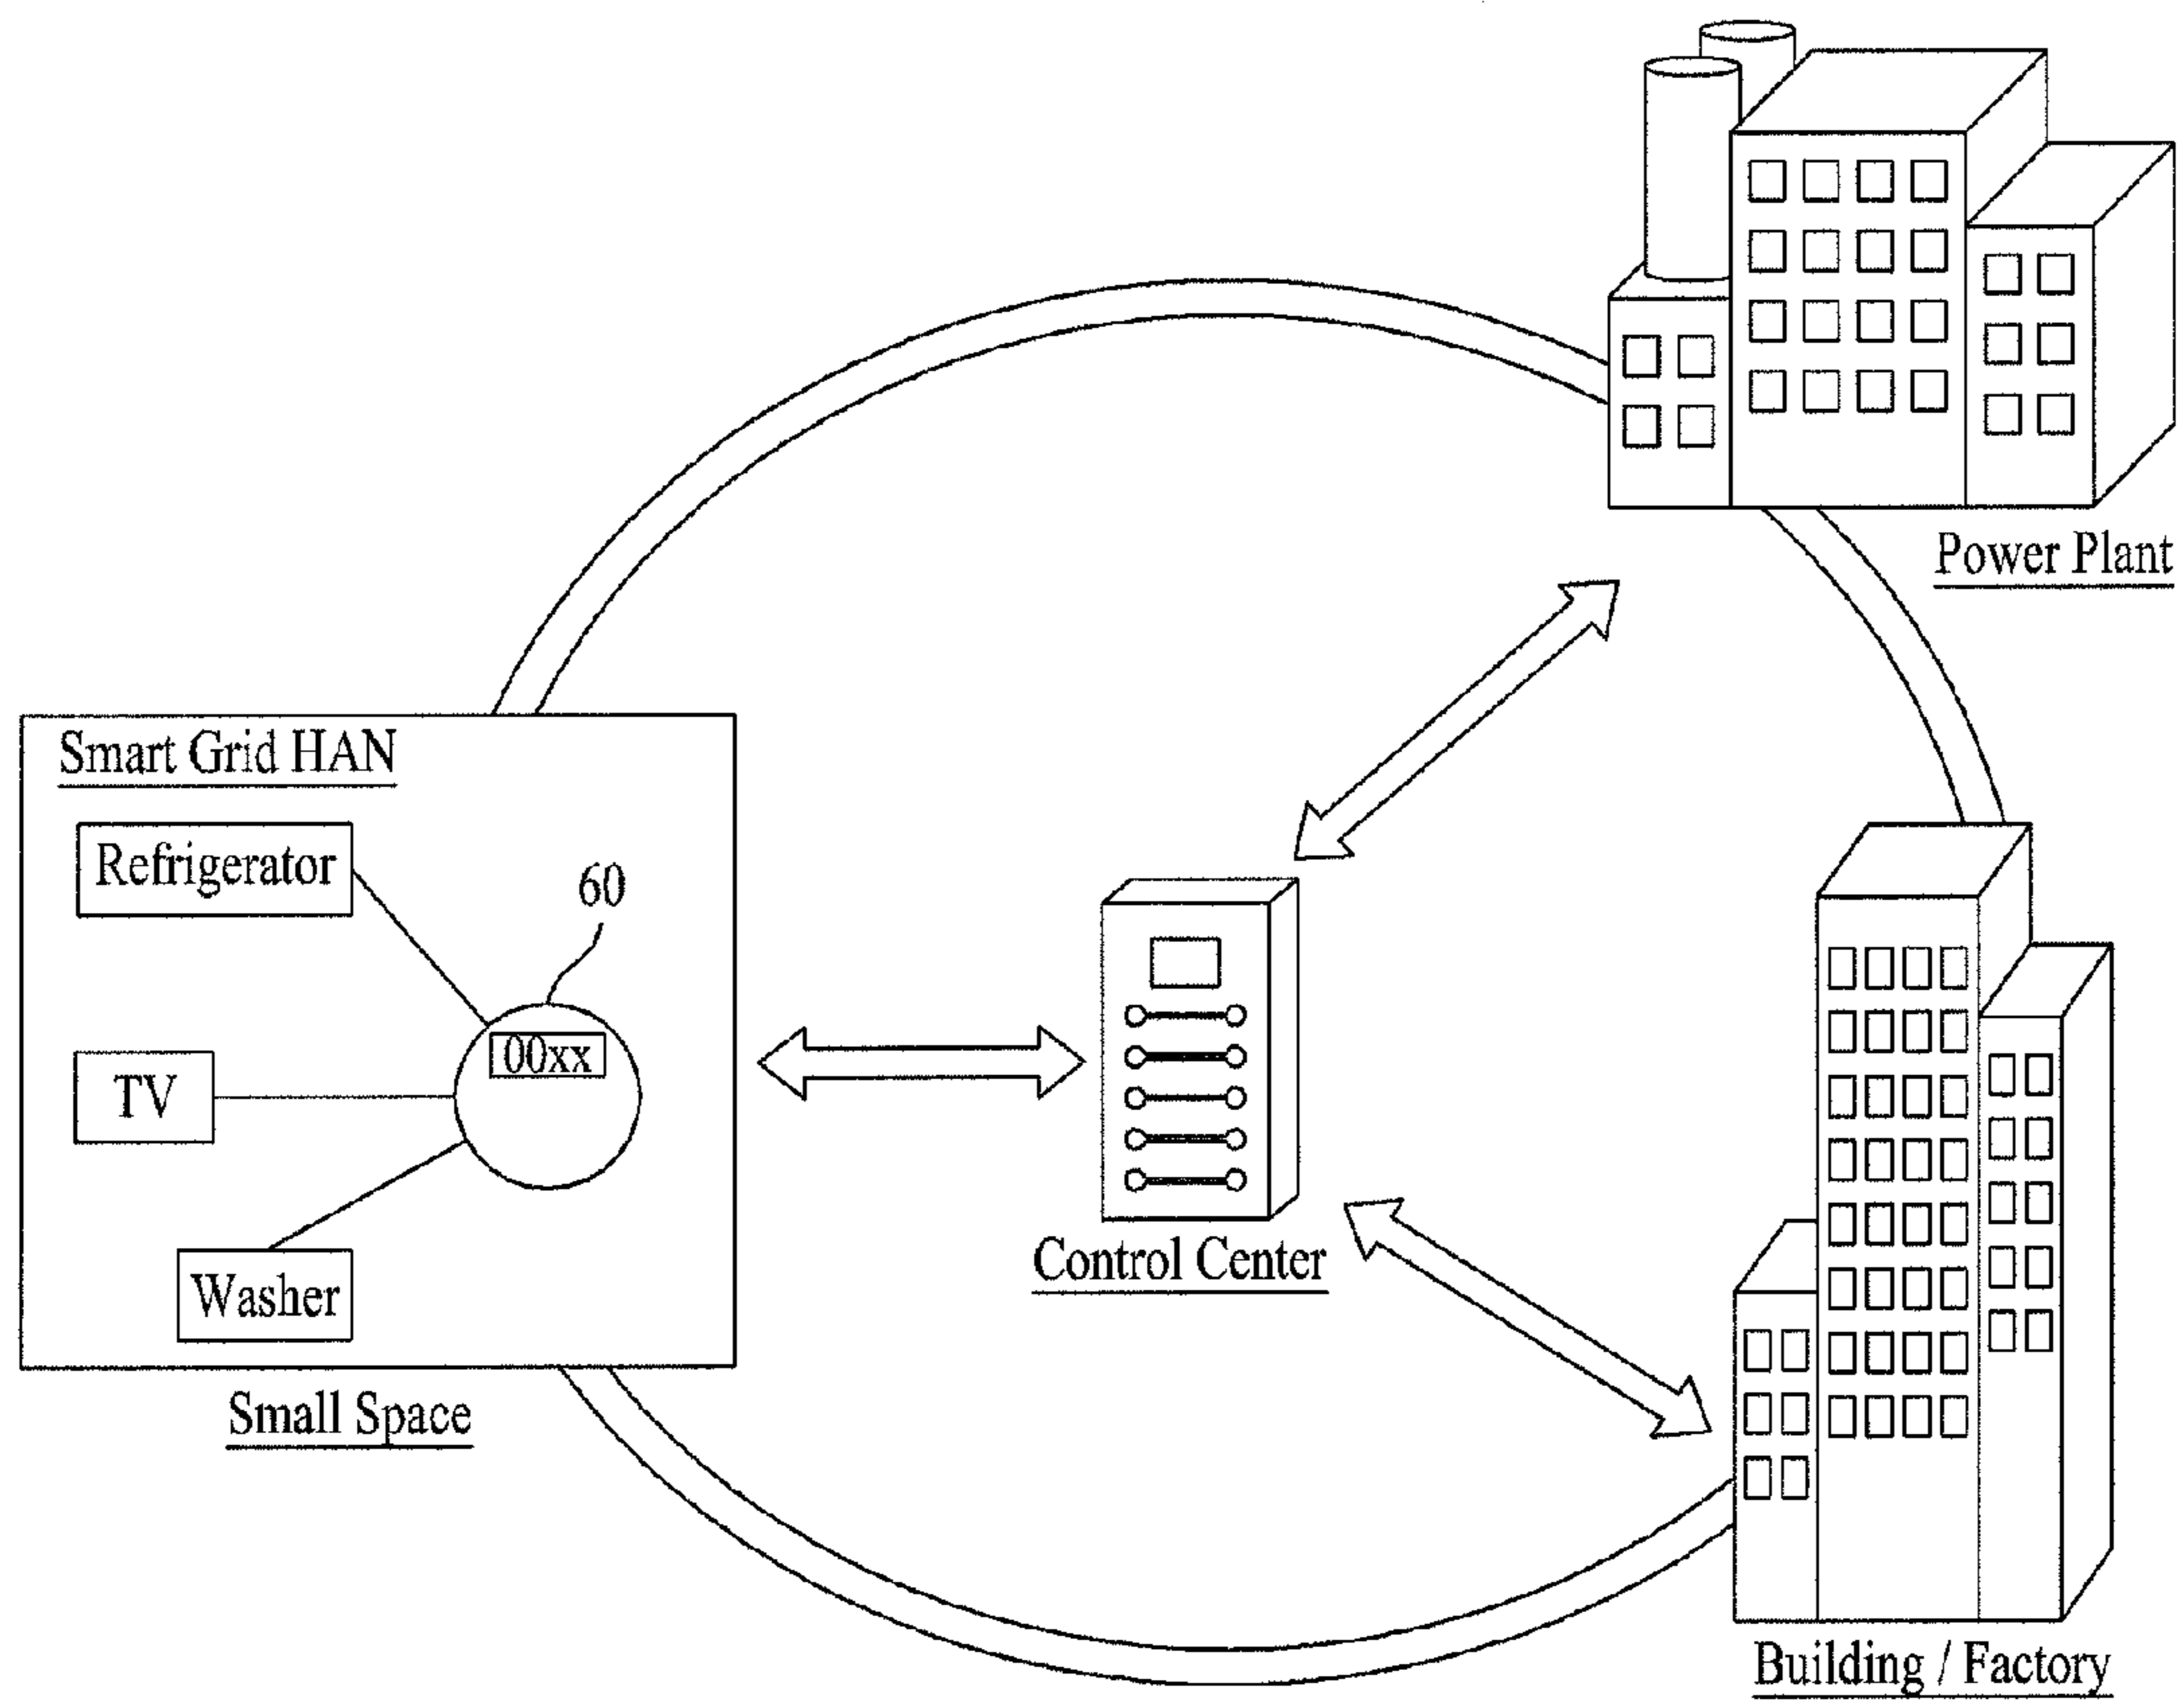 Power Plant
Smart Grid HAN
Refrigerator
60
00xx
TV
Washer
Control Center
Small Space
Building / Factory